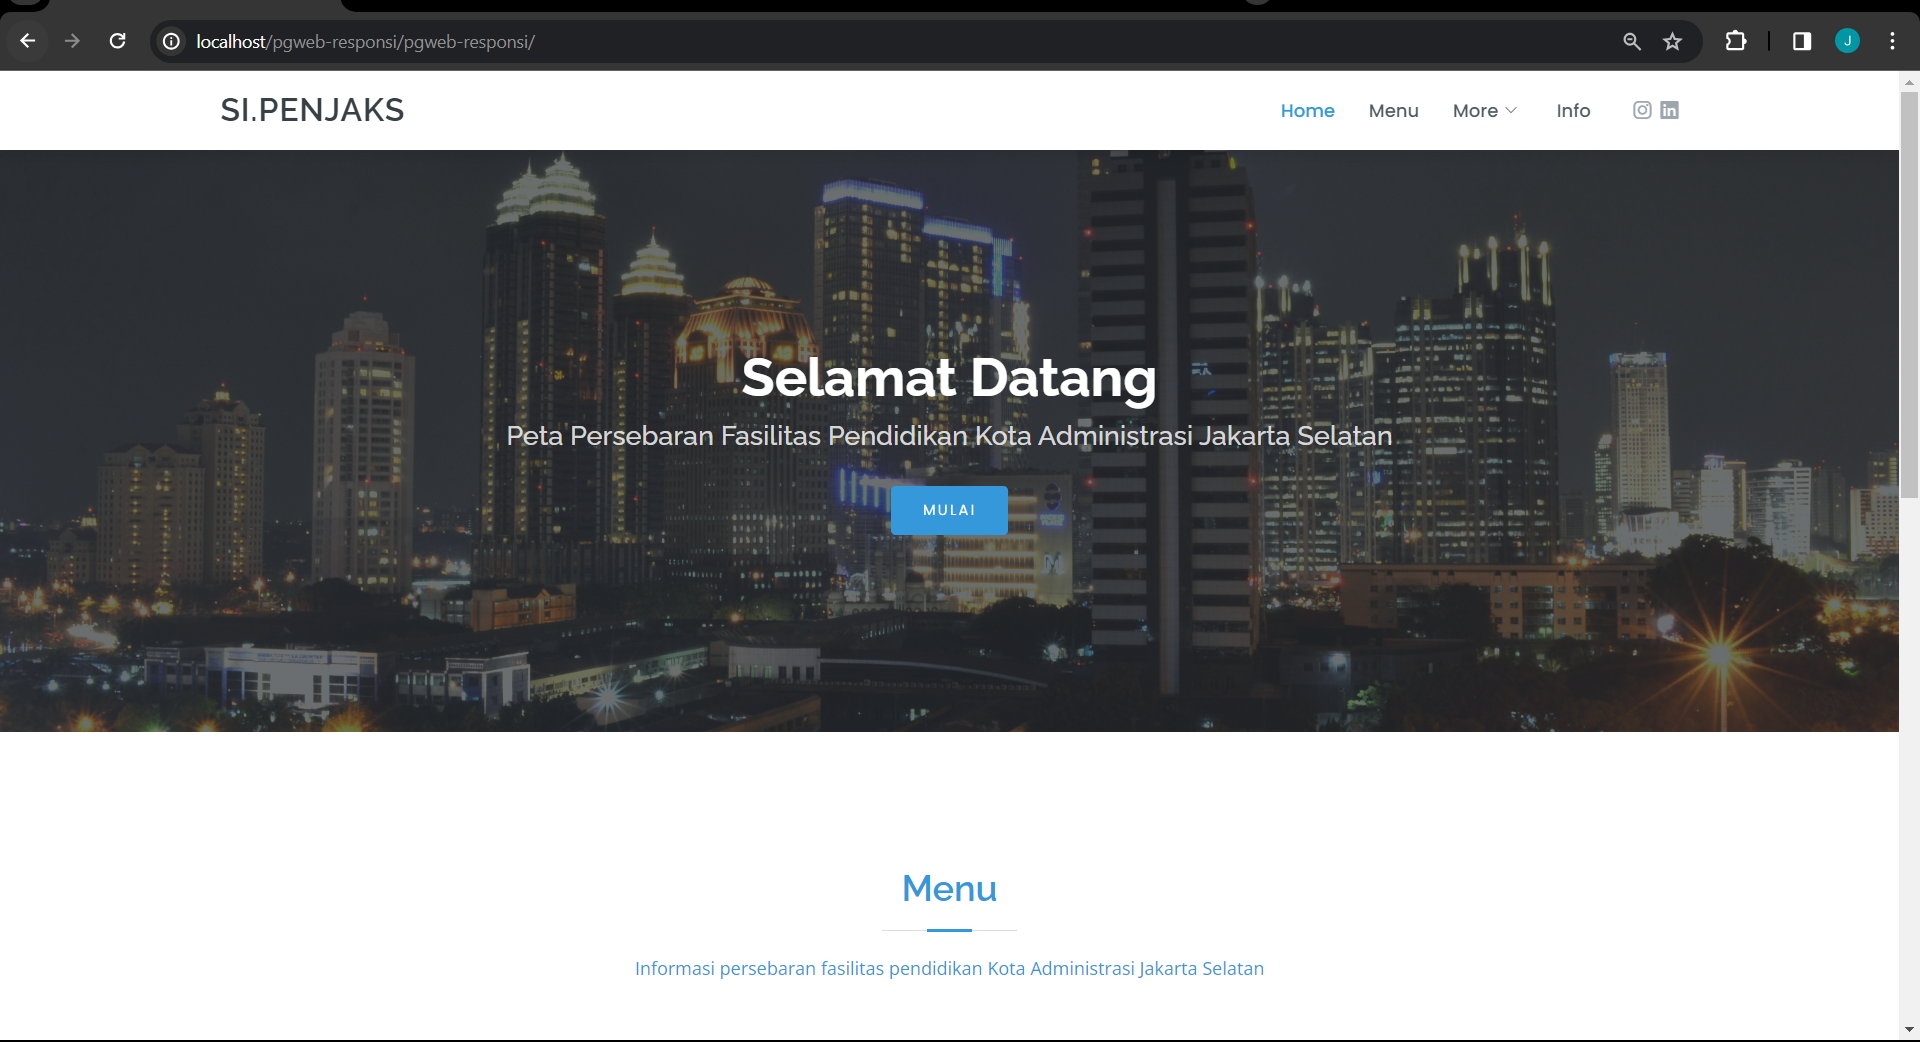 localhost/pgweb-responsi/pgweb-responsi/
J
SI.PENJAKS
Home Menu More Info
Selamat Datang
Peta Persebaran Fasilitas Pendidikan Kota Administrasi Jakarta Selatan
MULAI
Menu
Informasi persebaran fasilitas pendidikan Kota Administrasi Jakarta Selatan